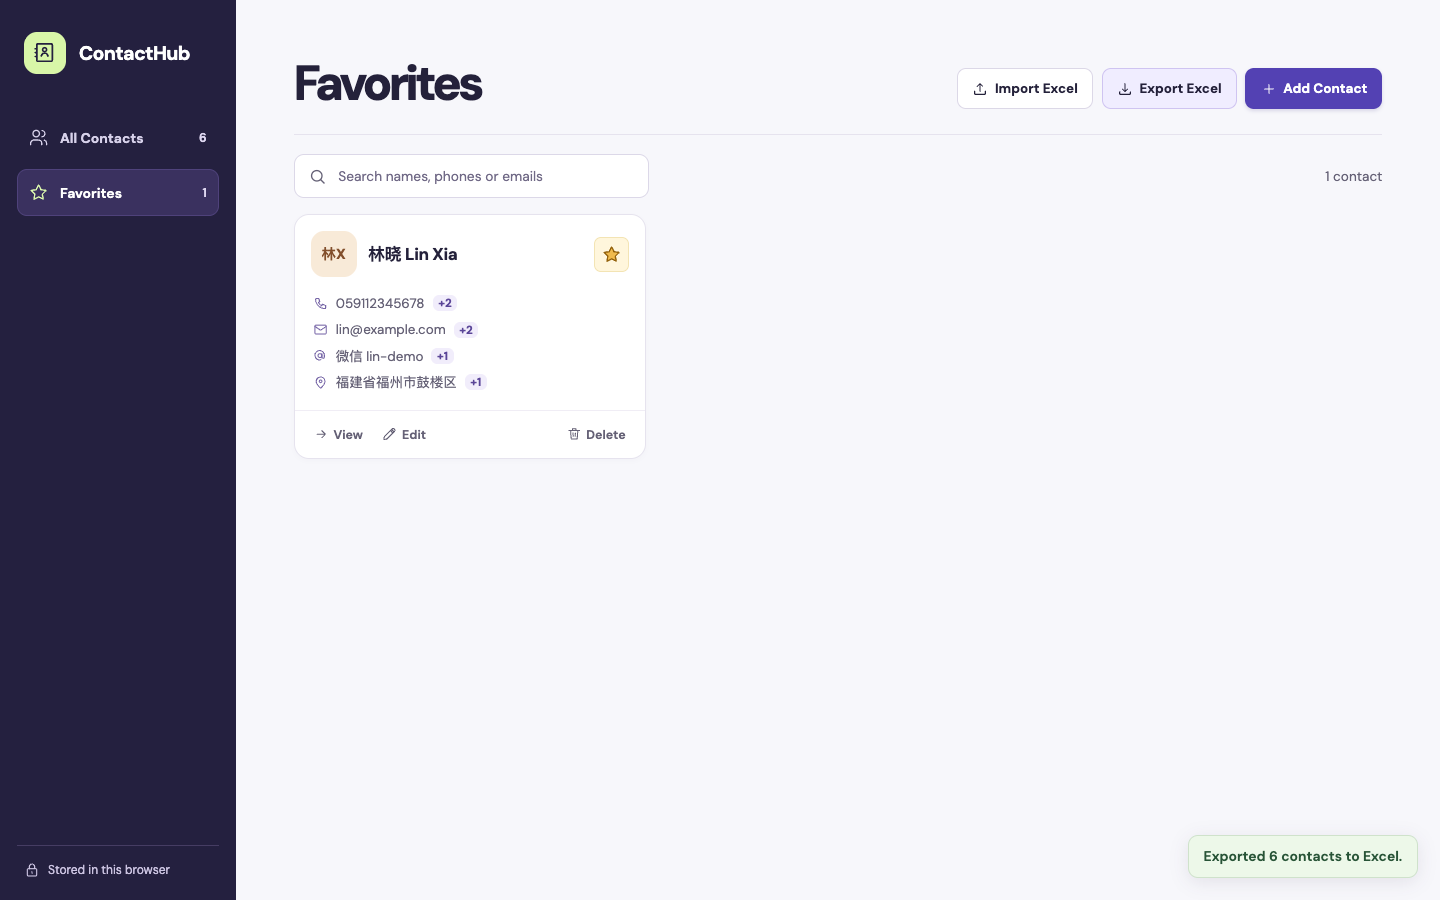 ContactHub
All Contacts 6
Favorites 1
Stored in this browser
Favorites
Import Excel
Export Excel
Add Contact
Search names, phones or emails
1 contact
林X
林晓 Lin Xia
059112345678 +2
lin@example.com +2
微信 lin-demo +1
福建省福州市鼓楼区 +1
View
Edit
Delete
Exported 6 contacts to Excel.